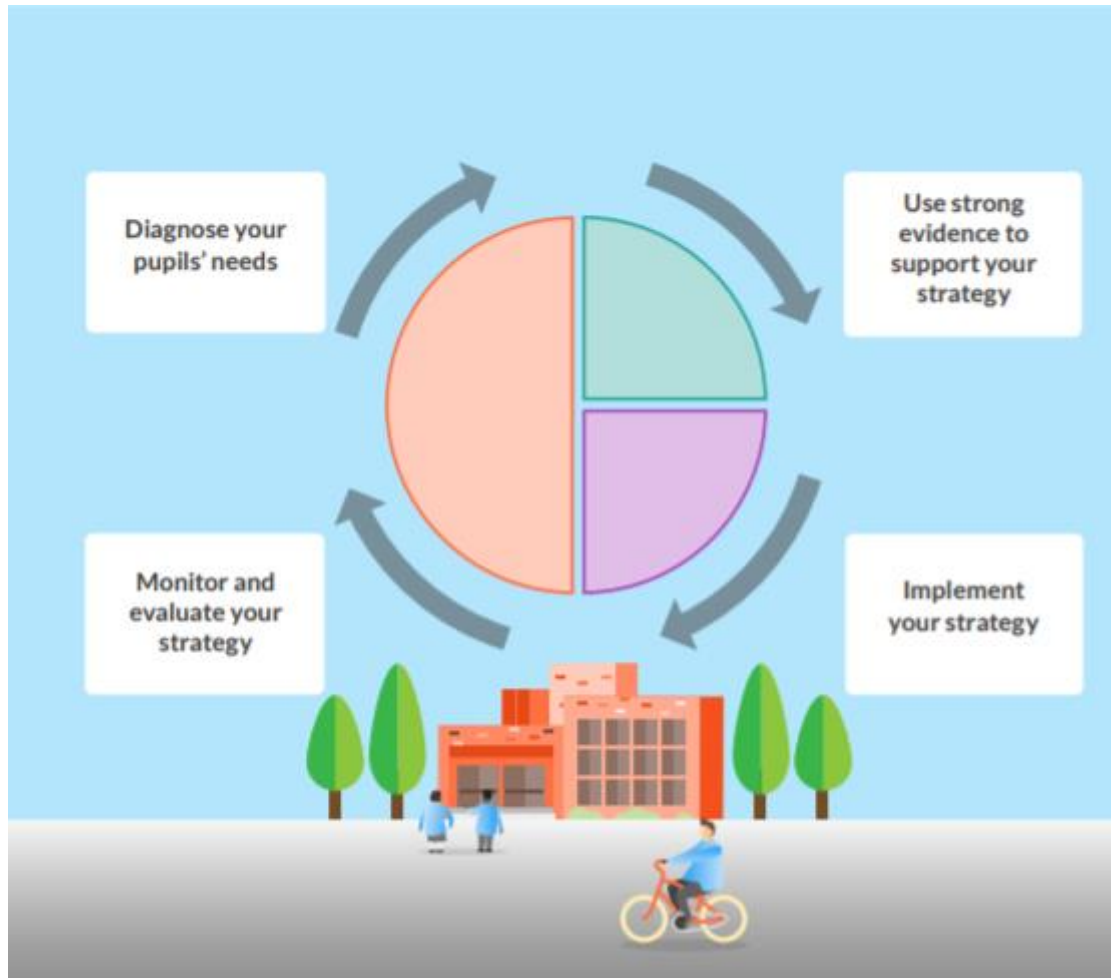 Diagnose your
pupils' needs
Use strong
evidence to
support your
strategy
Monitor and
evaluate your
strategy
Implement
your strategy